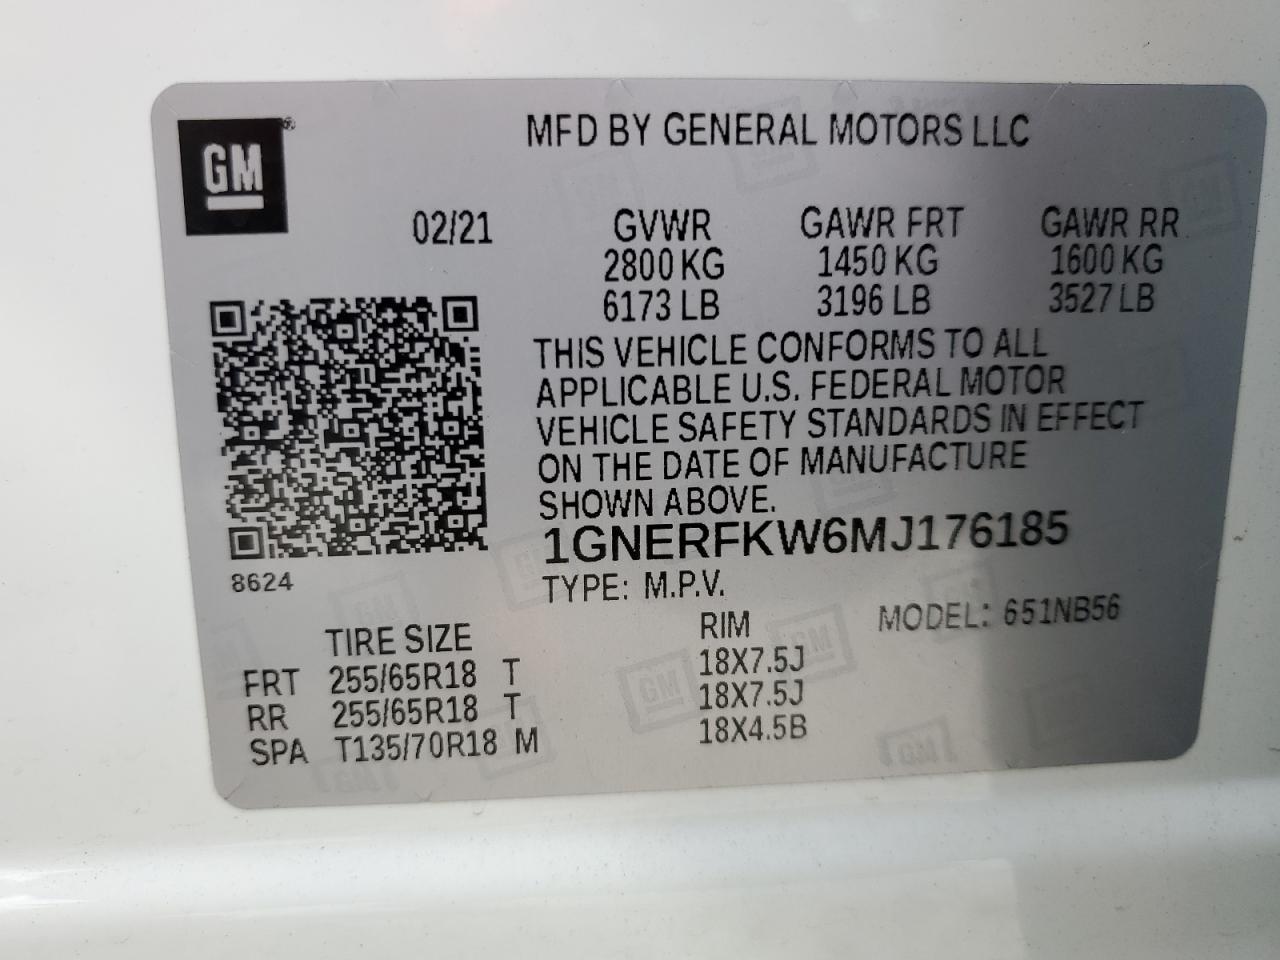 GM ®
MFD BY GENERAL MOTORS LLC
02/21
GVWR GAWR FRT GAWR RR
2800 KG 1450 KG 1600 KG
6173 LB 3196 LB 3527 LB
THIS VEHICLE CONFORMS TO ALL
APPLICABLE U.S. FEDERAL MOTOR
VEHICLE SAFETY STANDARDS IN EFFECT
ON THE DATE OF MANUFACTURE
SHOWN ABOVE.
1GNERFKW6MJ176185
8624
TYPE: M.P.V.
MODEL: 651NB56
TIRE SIZE RIM
FRT 255/65R18 T 18X7.5J
RR 255/65R18 T 18X7.5J
SPA T135/70R18 M 18X4.5B